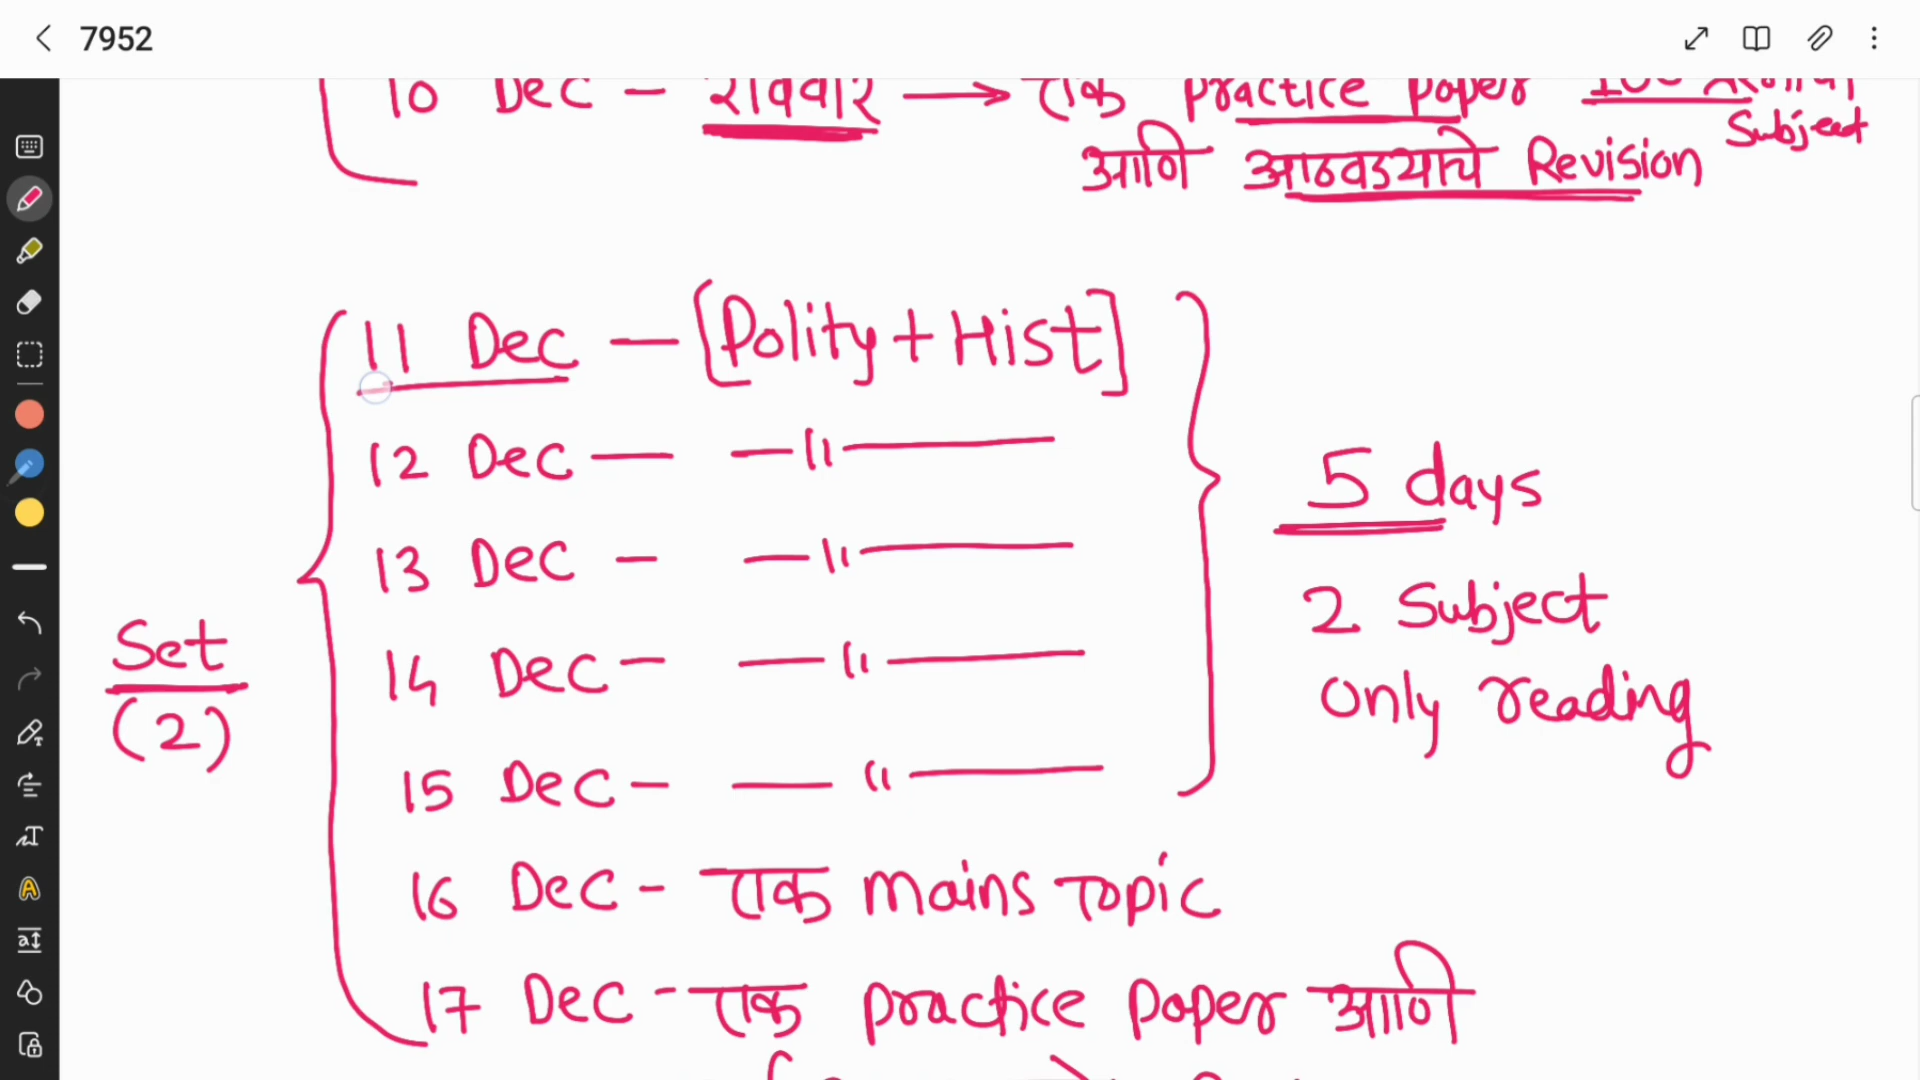 7952
10 Dec – रविवार → एक practice paper 100
Subject
आणि आठवड्याचे Revision
11 Dec — [Polity + Hist]
12 Dec — — " —
13 Dec – — " —
14 Dec – — " —
15 Dec – — " —
16 Dec – एक mains Topic
17 Dec – एक practice paper आणि
5 days
2 Subject
only reading
Set
(2)